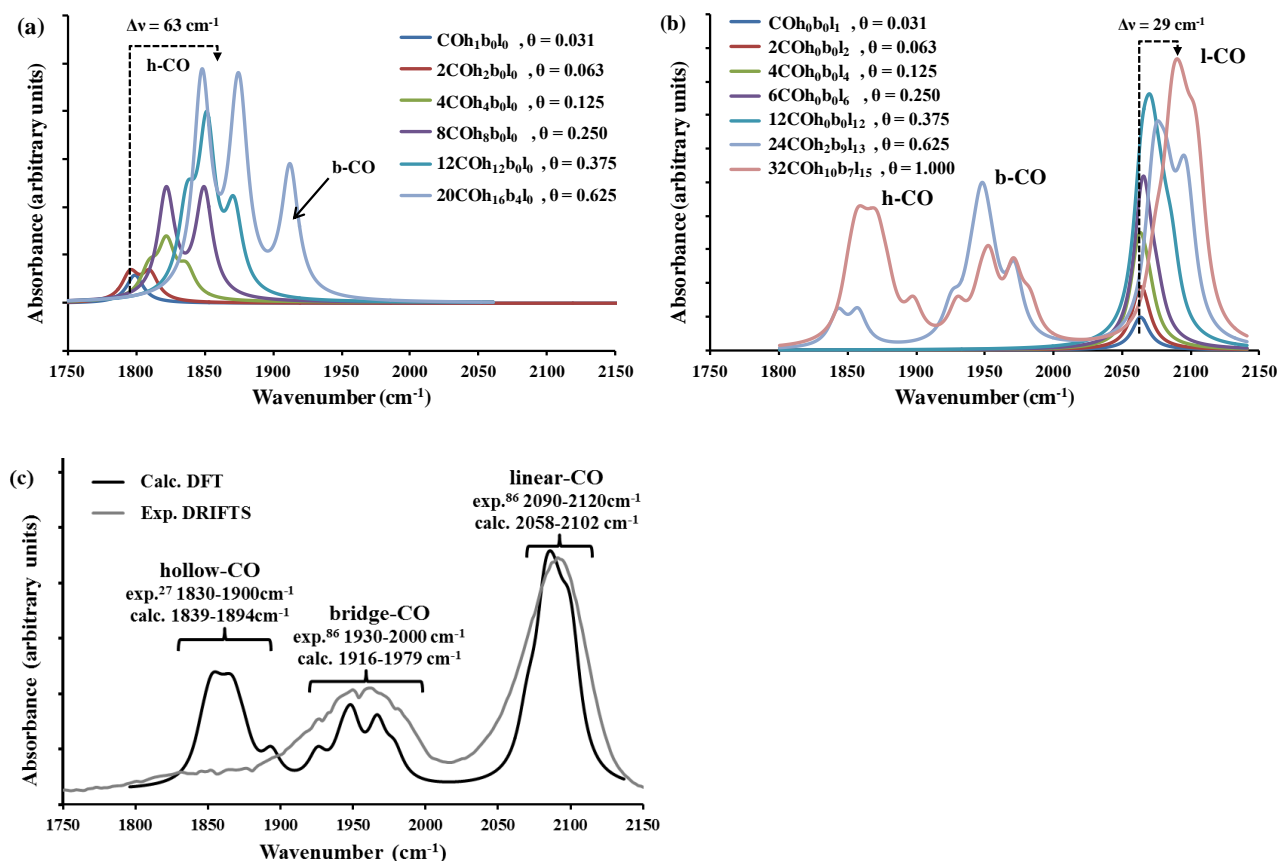 (a)
Δν = 63 cm⁻¹
h-CO
b-CO
COh₁b₀l₀ , θ = 0.031
2COh₂b₀l₀ , θ = 0.063
4COh₄b₀l₀ , θ = 0.125
8COh₈b₀l₀ , θ = 0.250
12COh₁₂b₀l₀ , θ = 0.375
20COh₁₆b₄l₀ , θ = 0.625
Absorbance (arbitrary units)
1750 1800 1850 1900 1950 2000 2050 2100 2150
Wavenumber (cm⁻¹)
(b)
COh₀b₀l₁ , θ = 0.031
2COh₀b₀l₂ , θ = 0.063
4COh₀b₀l₄ , θ = 0.125
6COh₀b₀l₆ , θ = 0.250
12COh₀b₀l₁₂ , θ = 0.375
24COh₂b₉l₁₃ , θ = 0.625
32COh₁₀b₇l₁₅ , θ = 1.000
Δν = 29 cm⁻¹
l-CO
b-CO
h-CO
Absorbance (arbitrary units)
1750 1800 1850 1900 1950 2000 2050 2100 2150
Wavenumber (cm⁻¹)
(c)
Calc. DFT
Exp. DRIFTS
linear-CO
exp.⁸⁶ 2090-2120cm⁻¹
calc. 2058-2102 cm⁻¹
hollow-CO
exp.²⁷ 1830-1900cm⁻¹
calc. 1839-1894cm⁻¹
bridge-CO
exp.⁸⁶ 1930-2000 cm⁻¹
calc. 1916-1979 cm⁻¹
Absorbance (arbitrary units)
1750 1800 1850 1900 1950 2000 2050 2100 2150
Wavenumber (cm⁻¹)